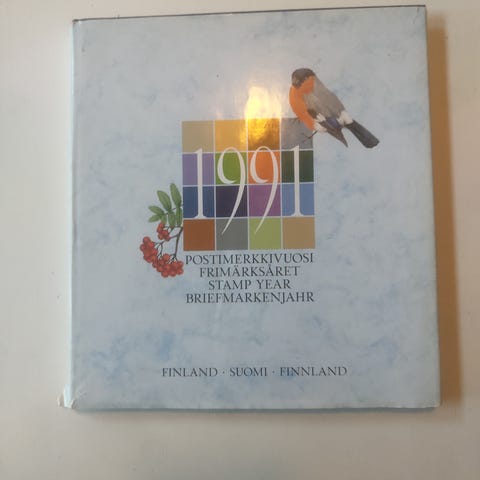 1991
POSTIMERKKIVUOSI
FRIMÄRKSÅRET
STAMP YEAR
BRIEFMARKENJAHR
FINLAND · SUOMI · FINNLAND